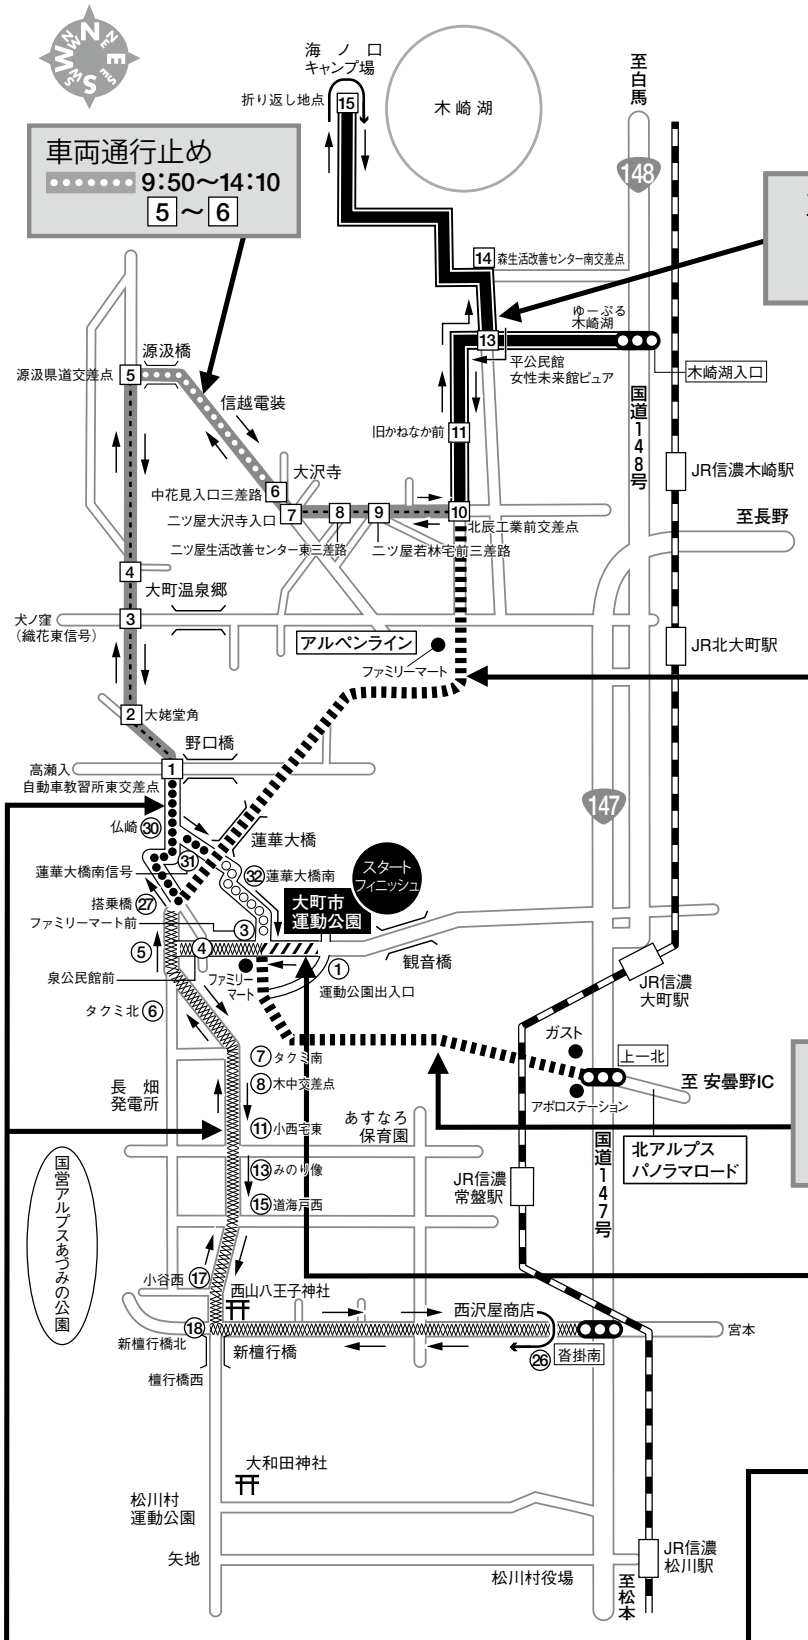 N
NE
E
SE
S
SW
W
NW
海ノ口
キャンプ場
折り返し地点
15
木崎湖
至白馬
148
車両通行止め
9:50〜14:10
5〜6
14
森生活改善センター南交差点
ゆーぷる
木崎湖
13
平公民館
女性未来館ピュア
木崎湖入口
源汲橋
源汲県道交差点
5
信越電装
国道148号
旧かねなか前
11
JR信濃木崎駅
大沢寺
中花見入口三差路
6
二ツ屋大沢寺入口
7
8
9
10
北辰工業前交差点
至長野
二ツ屋生活改善センター東三差路
二ツ屋若林宅前三差路
4
大町温泉郷
犬ノ窪
(織花東信号)
3
アルペンライン
ファミリーマート
JR北大町駅
2
大姥堂角
野口橋
高瀬入
1
自動車教習所東交差点
147
仏崎
㉚
蓮華大橋
㉛
蓮華大橋南信号
㉜
蓮華大橋南
スタート
フィニッシュ
搭乗橋
㉗
大町市
運動公園
ファミリーマート前
③
④
⑤
観音橋
ファミリー
マート
①
運動公園出入口
泉公民館前
JR信濃
大町駅
タクミ北
⑥
ガスト
⑦
タクミ南
上一北
至 安曇野IC
⑧
木中交差点
長畑
発電所
アポロステーション
⑪
小西宅東
あすなろ
保育園
国道147号
北アルプス
パノラマロード
⑬
みのり像
JR信濃
常盤駅
⑮
道海戸西
国営アルプスあづみの公園
小谷西
⑰
西山八王子神社
西沢屋商店
⑱
宮本
新檀行橋北
新檀行橋
㉖
沓掛南
檀行橋西
大和田神社
松川村
運動公園
矢地
JR信濃
松川駅
松川村役場
至松本